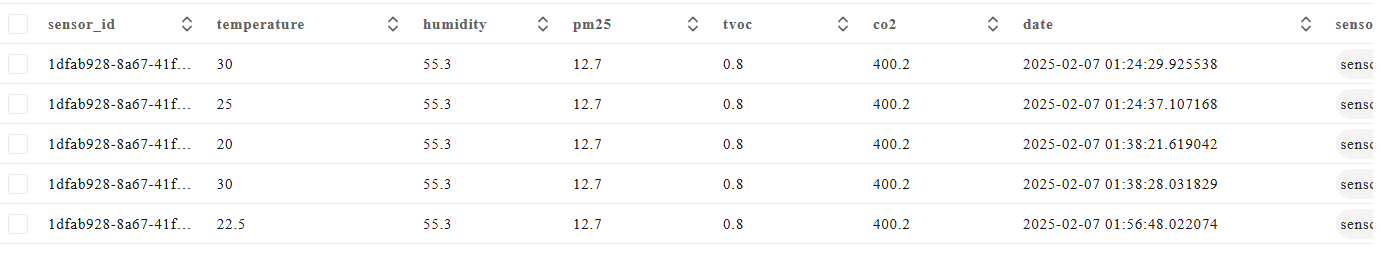 sensor_id temperature humidity pm25 tvoc co2 date senso
1dfab928-8a67-41f... 30 55.3 12.7 0.8 400.2 2025-02-07 01:24:29.925538 senso
1dfab928-8a67-41f... 25 55.3 12.7 0.8 400.2 2025-02-07 01:24:37.107168 senso
1dfab928-8a67-41f... 20 55.3 12.7 0.8 400.2 2025-02-07 01:38:21.619042 senso
1dfab928-8a67-41f... 30 55.3 12.7 0.8 400.2 2025-02-07 01:38:28.031829 senso
1dfab928-8a67-41f... 22.5 55.3 12.7 0.8 400.2 2025-02-07 01:56:48.022074 senso